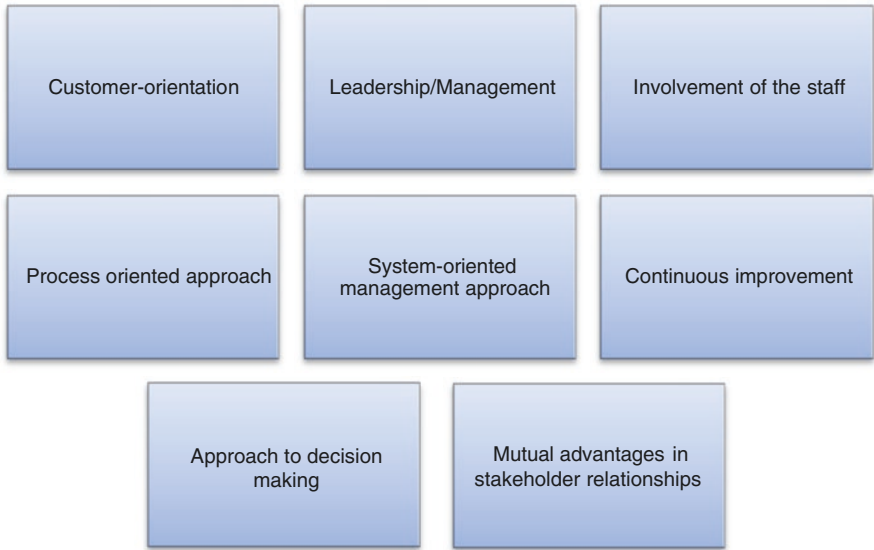 Customer-orientation
Leadership/Management
Involvement of the staff
Process oriented approach
System-oriented
management approach
Continuous improvement
Approach to decision
making
Mutual advantages in
stakeholder relationships